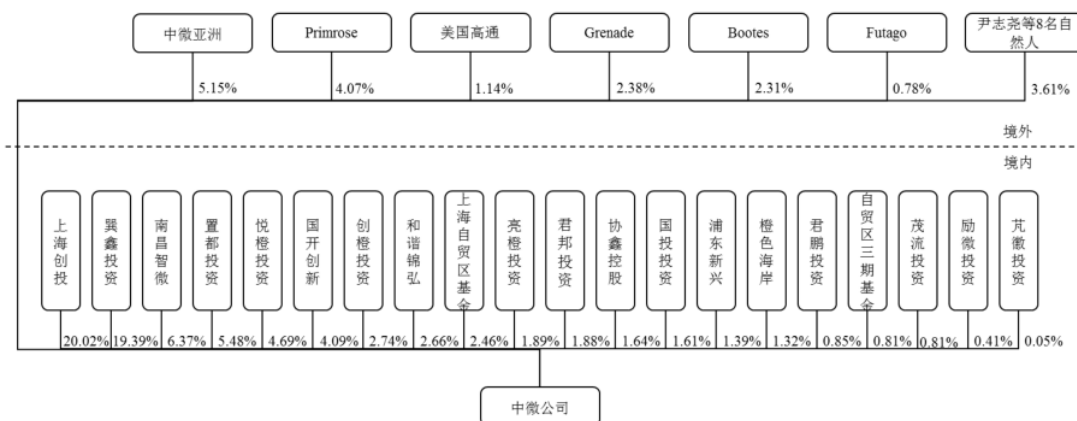 中微亚洲
Primrose
美国高通
Grenade
Bootes
Futago
尹志尧等8名自
然人
5.15%
4.07%
1.14%
2.38%
2.31%
0.78%
3.61%
境外
境内
上海创投
巽鑫投资
南昌智微
置都投资
悦橙投资
国开创新
创橙投资
和谐锦弘
上海自贸区基金
亮橙投资
君邦投资
协鑫控股
国投投资
浦东新兴
橙色海岸
君鹏投资
自贸区三期基金
茂流投资
励微投资
芃徽投资
20.02%
19.39%
6.37%
5.48%
4.69%
4.09%
2.74%
2.66%
2.46%
1.89%
1.88%
1.64%
1.61%
1.39%
1.32%
0.85%
0.81%
0.81%
0.41%
0.05%
中微公司